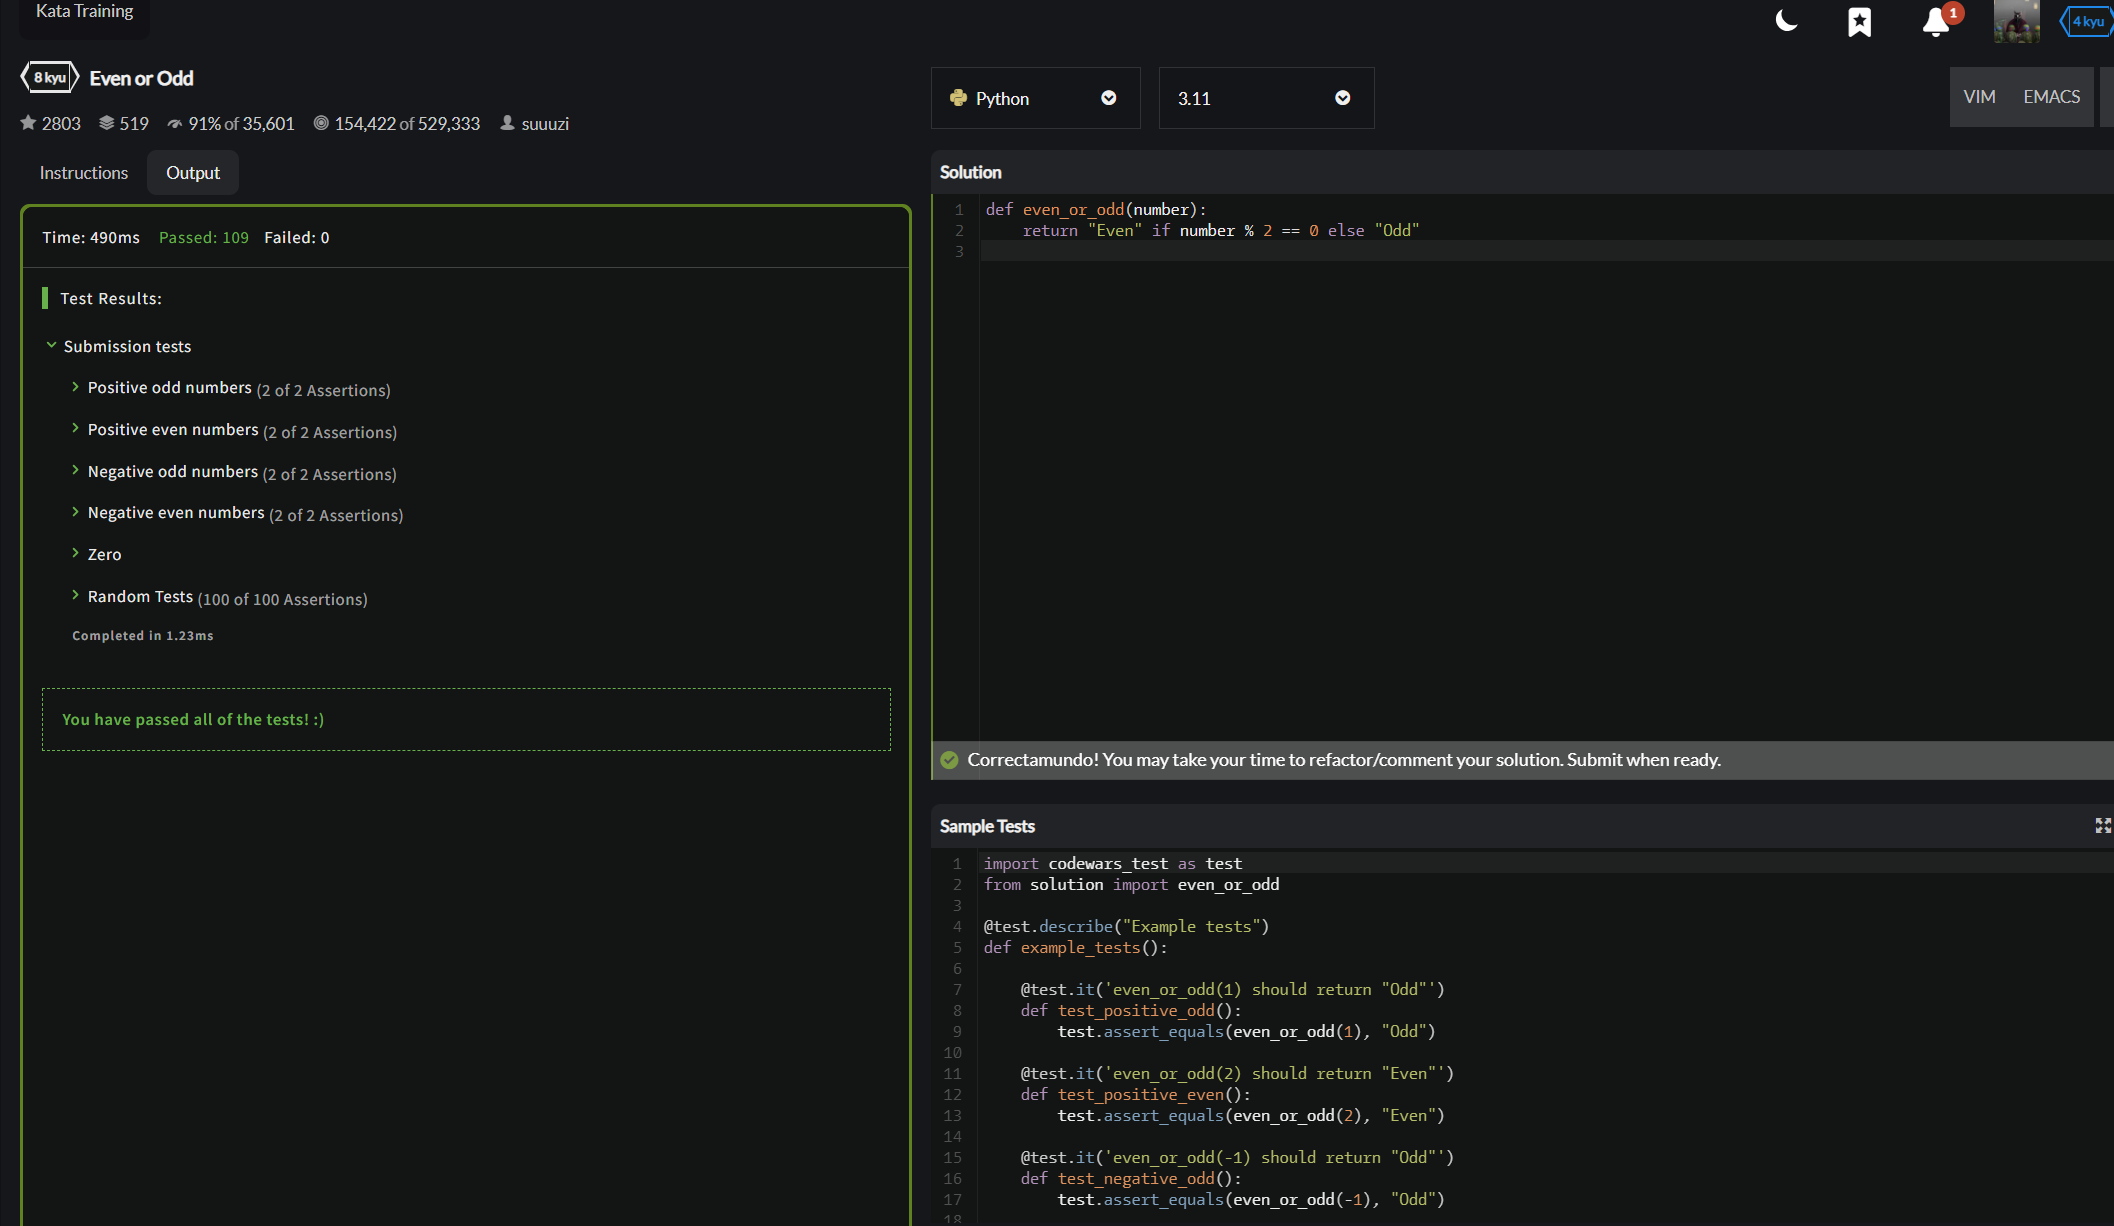 Kata Training
1
4 kyu
8 kyu Even or Odd
2803 519 91% of 35,601 154,422 of 529,333 suuuzi
Instructions Output
Time: 490ms Passed: 109 Failed: 0
Test Results:
Submission tests
Positive odd numbers (2 of 2 Assertions)
Positive even numbers (2 of 2 Assertions)
Negative odd numbers (2 of 2 Assertions)
Negative even numbers (2 of 2 Assertions)
Zero
Random Tests (100 of 100 Assertions)
Completed in 1.23ms
You have passed all of the tests! :)
Python 3.11 VIM EMACS
Solution
1 def even_or_odd(number):
2 return "Even" if number % 2 == 0 else "Odd"
3
Correctamundo! You may take your time to refactor/comment your solution. Submit when ready.
Sample Tests
1 import codewars_test as test
2 from solution import even_or_odd
3
4 @test.describe("Example tests")
5 def example_tests():
6
7 @test.it('even_or_odd(1) should return "Odd"')
8 def test_positive_odd():
9 test.assert_equals(even_or_odd(1), "Odd")
10
11 @test.it('even_or_odd(2) should return "Even"')
12 def test_positive_even():
13 test.assert_equals(even_or_odd(2), "Even")
14
15 @test.it('even_or_odd(-1) should return "Odd"')
16 def test_negative_odd():
17 test.assert_equals(even_or_odd(-1), "Odd")
18